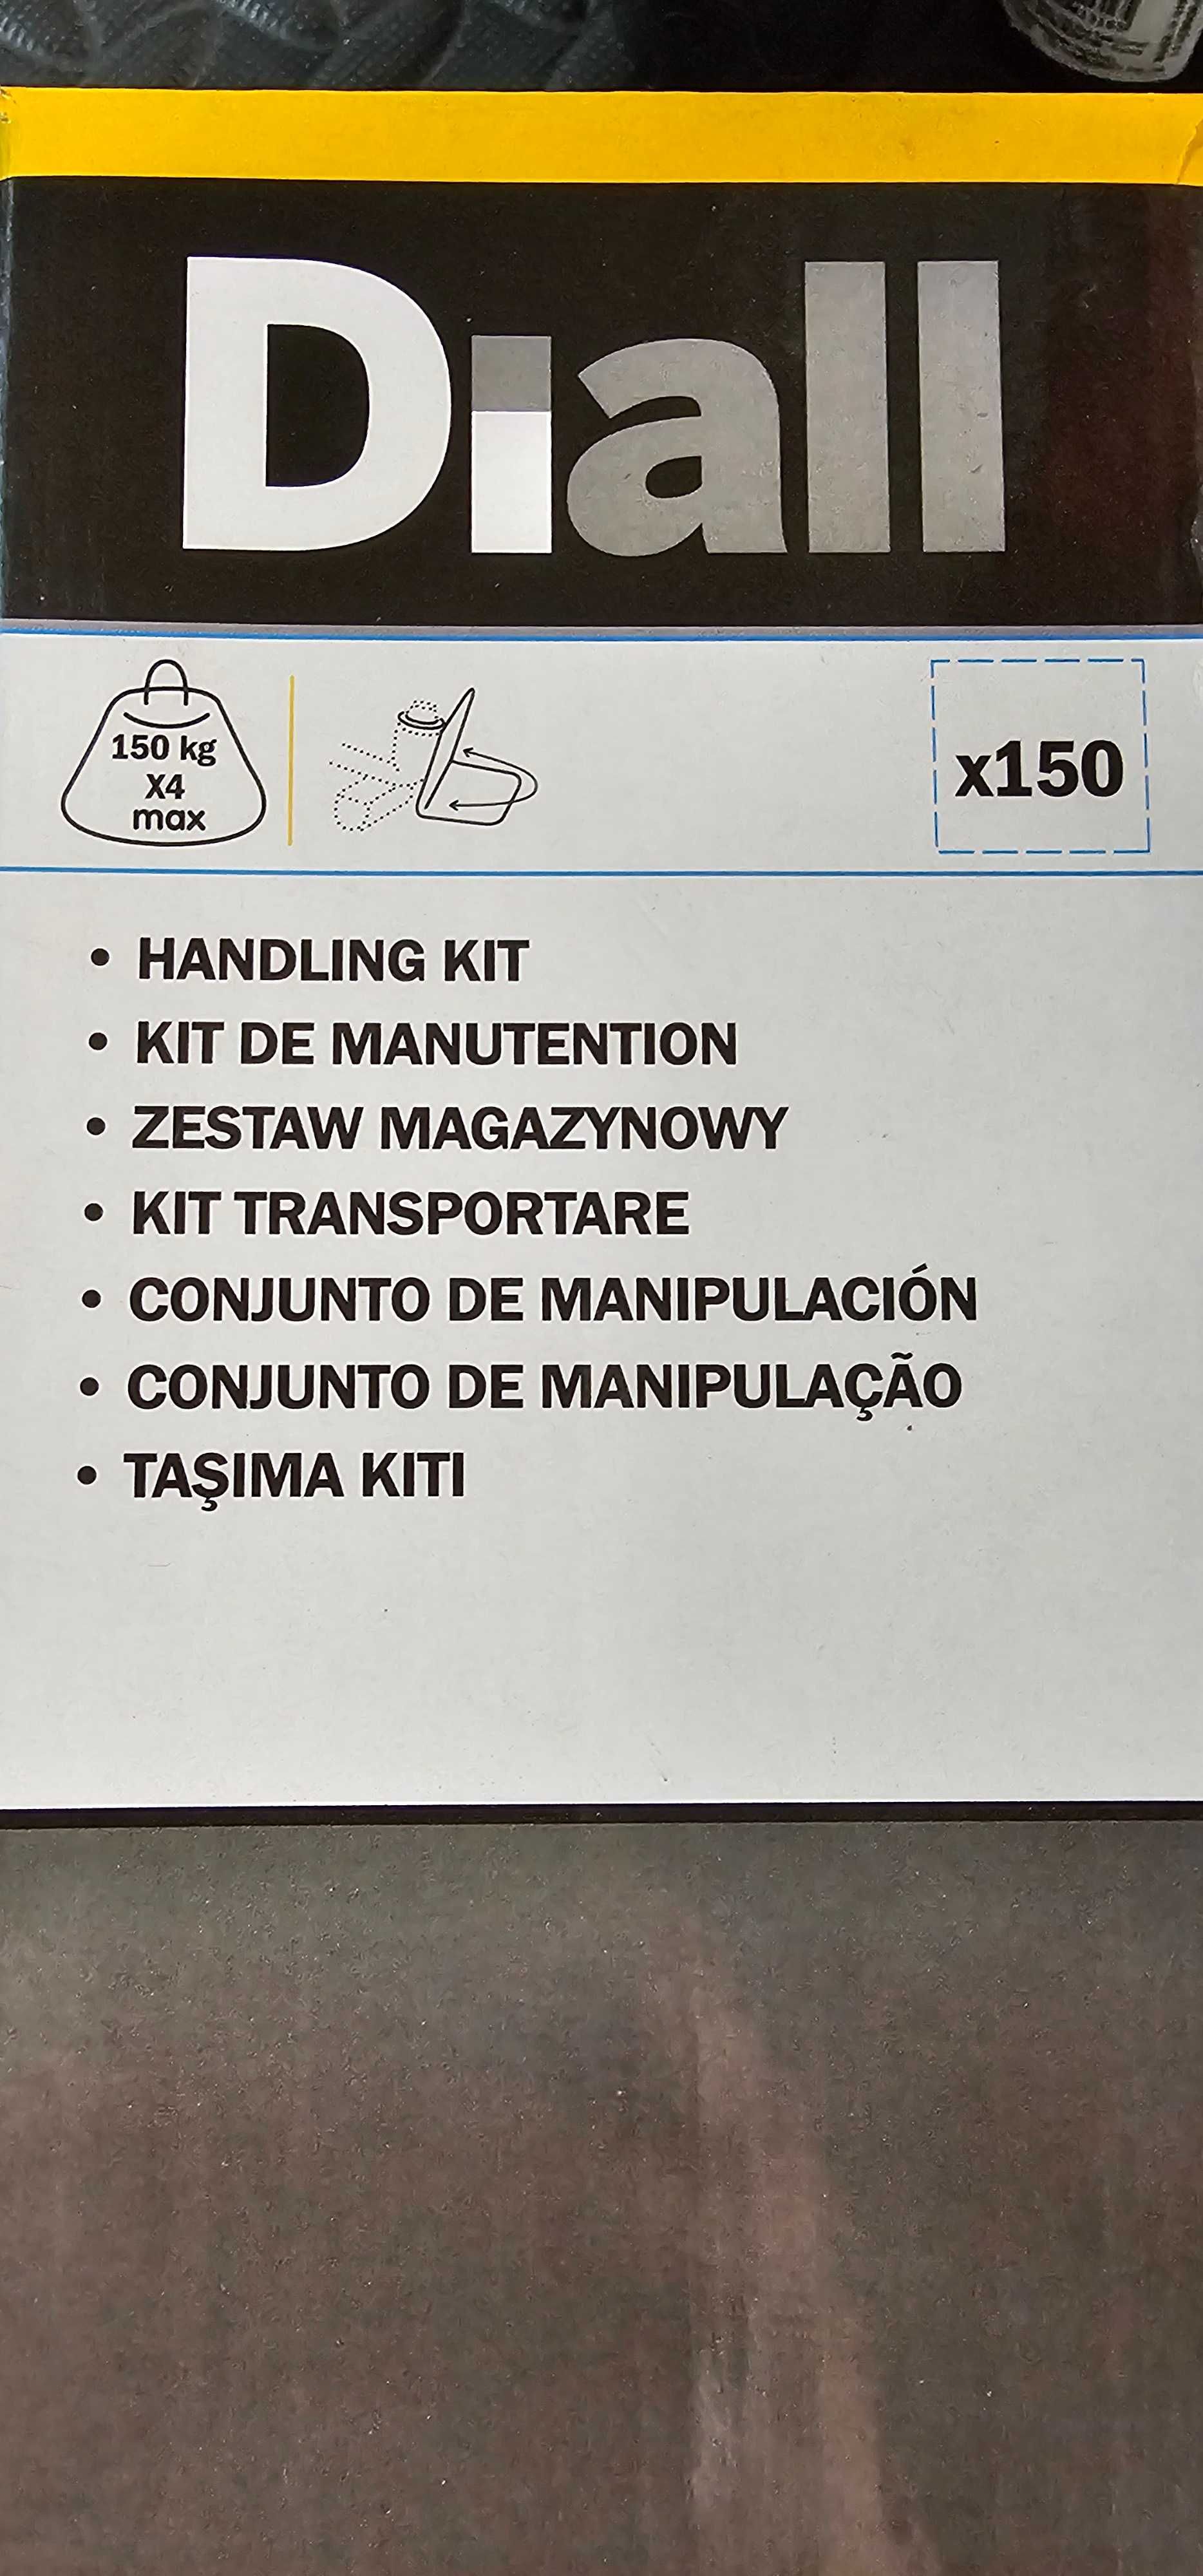 Diall
150 kg
X4
max
x150
• HANDLING KIT
• KIT DE MANUTENTION
• ZESTAW MAGAZYNOWY
• KIT TRANSPORTARE
• CONJUNTO DE MANIPULACIÓN
• CONJUNTO DE MANIPULAÇÃO
• TAŞIMA KITI